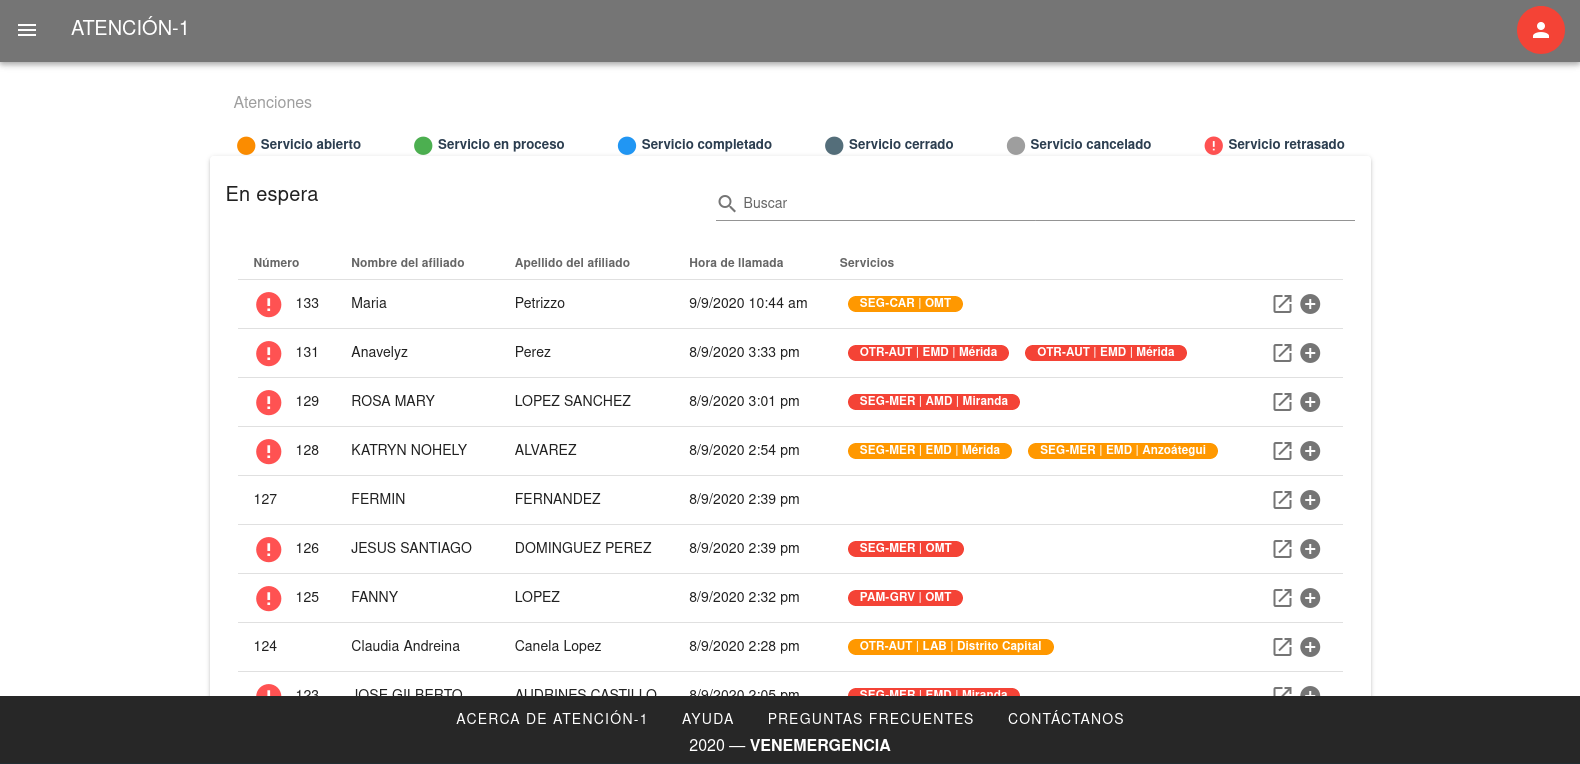 ATENCIÓN-1
Atenciones
Servicio abierto Servicio en proceso Servicio completado Servicio cerrado Servicio cancelado Servicio retrasado
En espera
Buscar
Número Nombre del afiliado Apellido del afiliado Hora de llamada Servicios
133 Maria Petrizzo 9/9/2020 10:44 am SEG-CAR | OMT
131 Anavelyz Perez 8/9/2020 3:33 pm OTR-AUT | EMD | Mérida OTR-AUT | EMD | Mérida
129 ROSA MARY LOPEZ SANCHEZ 8/9/2020 3:01 pm SEG-MER | AMD | Miranda
128 KATRYN NOHELY ALVAREZ 8/9/2020 2:54 pm SEG-MER | EMD | Mérida SEG-MER | EMD | Anzoátegui
127 FERMIN FERNANDEZ 8/9/2020 2:39 pm
126 JESUS SANTIAGO DOMINGUEZ PEREZ 8/9/2020 2:39 pm SEG-MER | OMT
125 FANNY LOPEZ 8/9/2020 2:32 pm PAM-GRV | OMT
124 Claudia Andreina Canela Lopez 8/9/2020 2:28 pm OTR-AUT | LAB | Distrito Capital
123 JOSE GILBERTO AUDRINES CASTILLO 8/9/2020 2:05 pm SEG-MER | EMD | Miranda
ACERCA DE ATENCIÓN-1 AYUDA PREGUNTAS FRECUENTES CONTÁCTANOS
2020 — VENEMERGENCIA